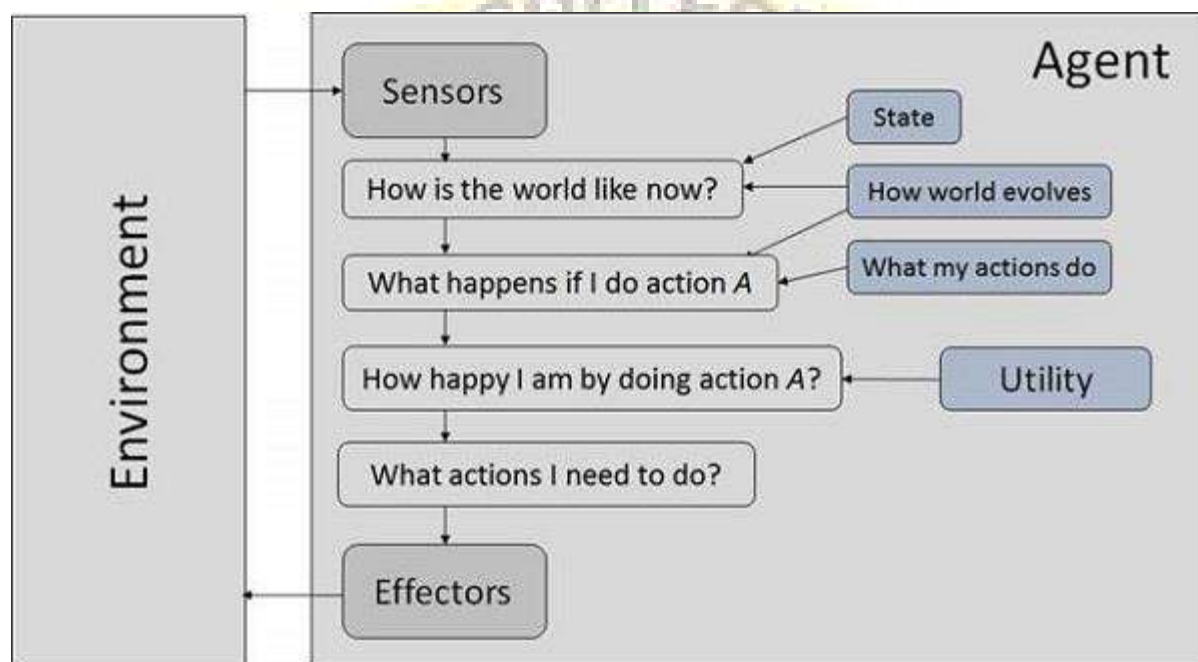 Agent
Sensors
State
How is the world like now?
How world evolves
What happens if I do action A
What my actions do
How happy I am by doing action A?
Utility
What actions I need to do?
Effectors
Environment